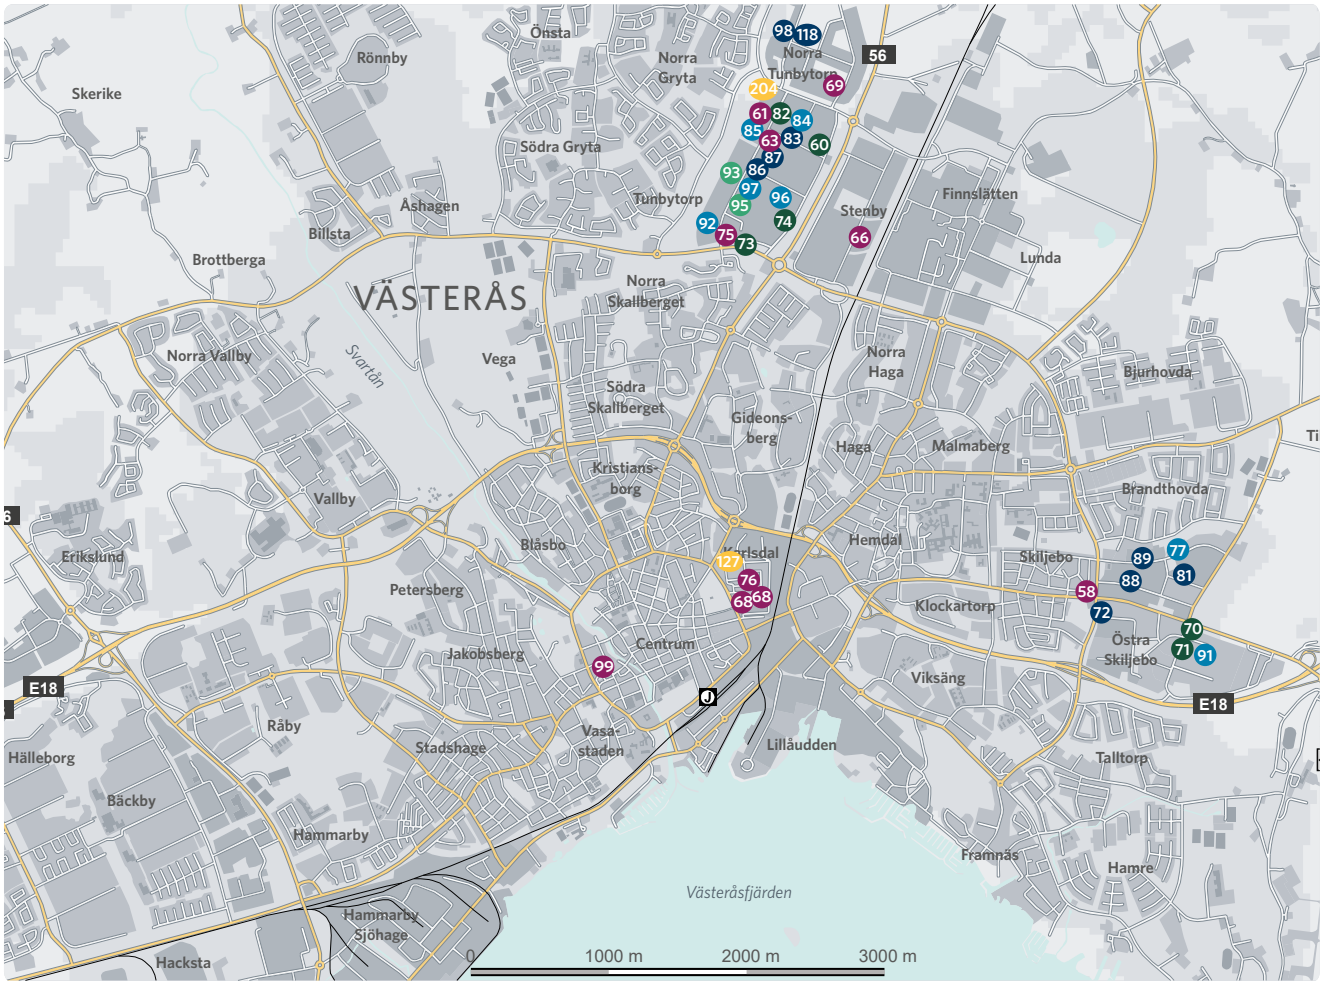 98
118
Önsta
Norra
Tunbytorp
56
Rönnby
Norra
Gryta
69
204
Skerike
61
82
84
85
63
83
60
Södra Gryta
87
86
93
97
96
95
Tunbytorp
Finnslätten
Åshagen
Stenby
92
74
75
73
66
Billsta
Brottberga
Lunda
VÄSTERÅS
Norra
Skallberget
Svartån
Norra Vallby
Vega
Norra
Haga
Bjurhovda
Södra
Skallberget
Gideons-
berg
Haga
Malmaberg
Ti
Kristians-
borg
Vallby
Brandthovda
6
Blåsbo
Hemdal
Erikslund
Karlsdal
127
Skiljebo
77
89
88
81
Petersberg
76
68
68
58
72
Klockartorp
Centrum
70
71
91
Östra
Skiljebo
Jakobsberg
99
Viksäng
E18
J
E18
Råby
Vasa-
staden
Stadshage
Lillåudden
Hälleborg
Talltorp
Bäckby
Hammarby
Framnäs
Hamre
Västeråsfjärden
Hammarby
Sjöhage
Hacksta
0
1000 m
2000 m
3000 m